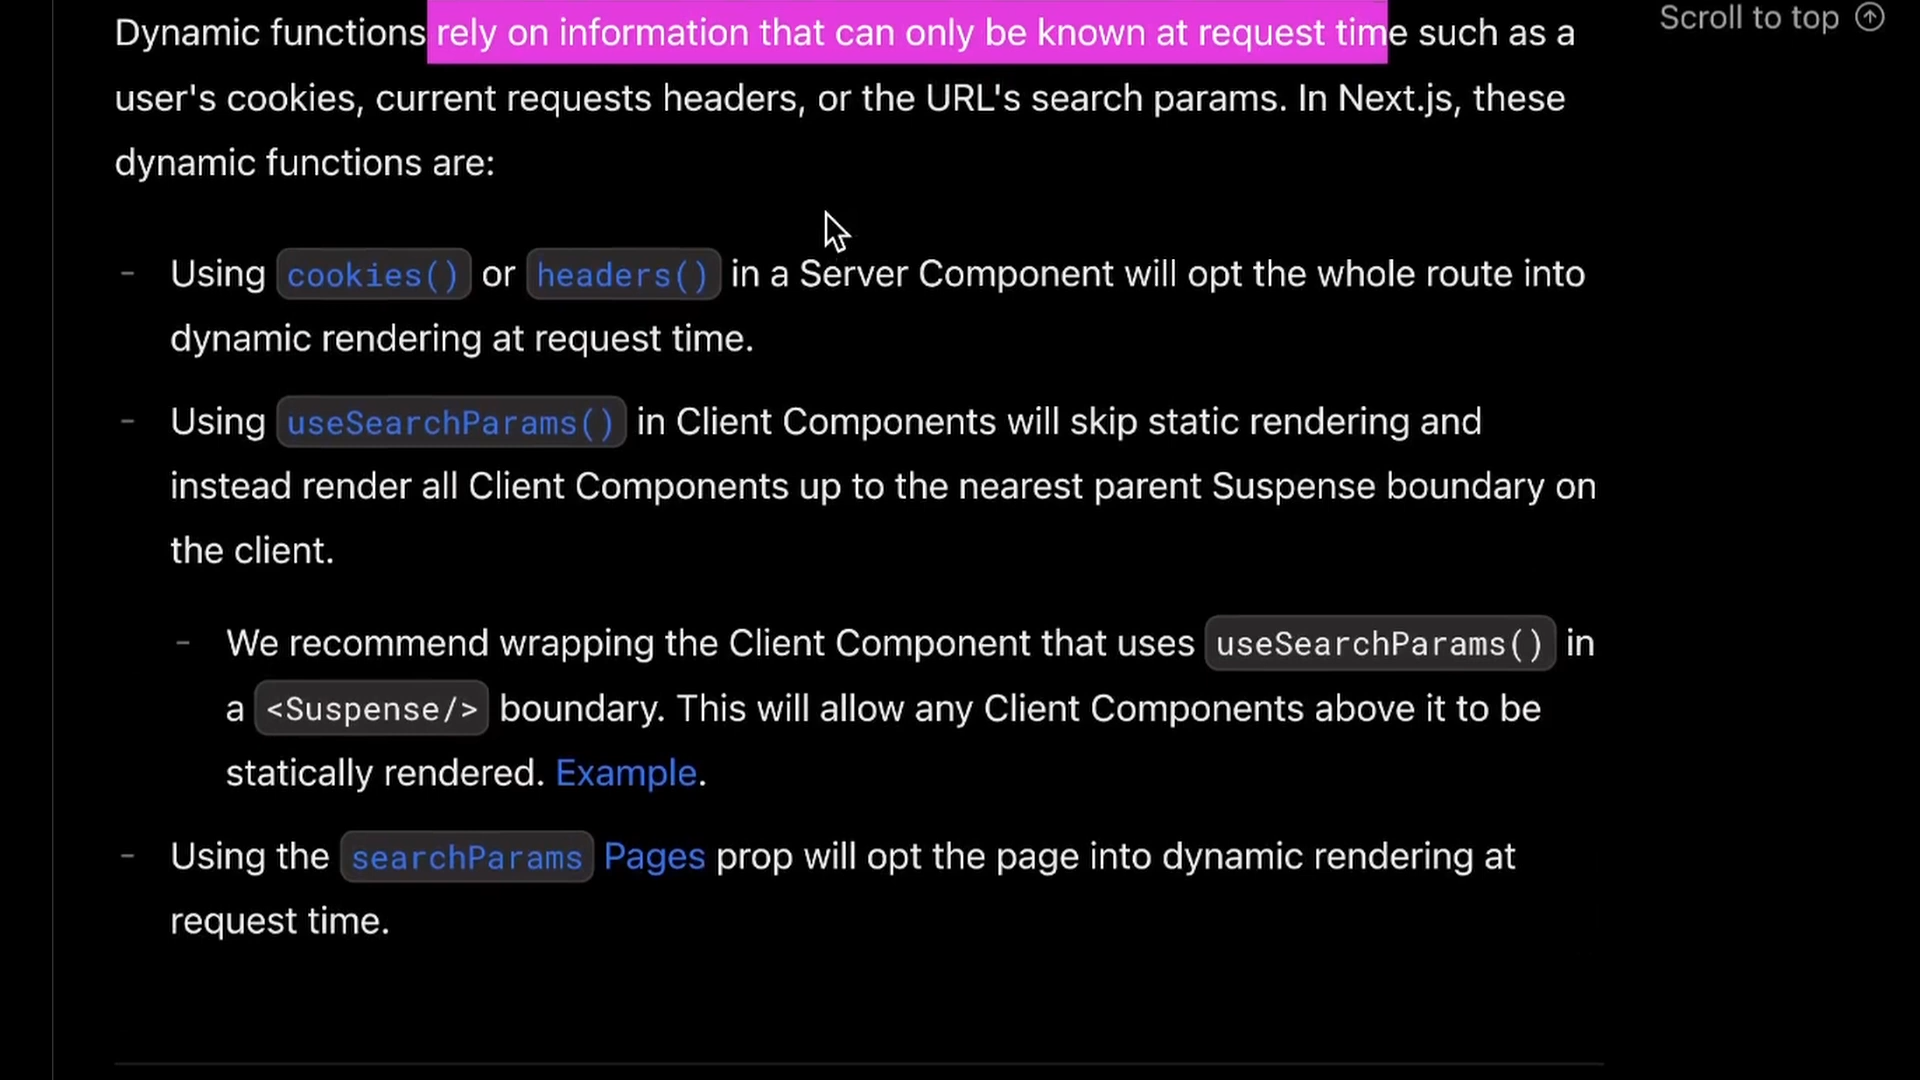 Scroll to top
Dynamic functions rely on information that can only be known at request time such as a
user's cookies, current requests headers, or the URL's search params. In Next.js, these
dynamic functions are:
- Using cookies() or headers() in a Server Component will opt the whole route into
dynamic rendering at request time.
- Using useSearchParams() in Client Components will skip static rendering and
instead render all Client Components up to the nearest parent Suspense boundary on
the client.
- We recommend wrapping the Client Component that uses useSearchParams() in
a <Suspense/> boundary. This will allow any Client Components above it to be
statically rendered. Example.
- Using the searchParams Pages prop will opt the page into dynamic rendering at
request time.